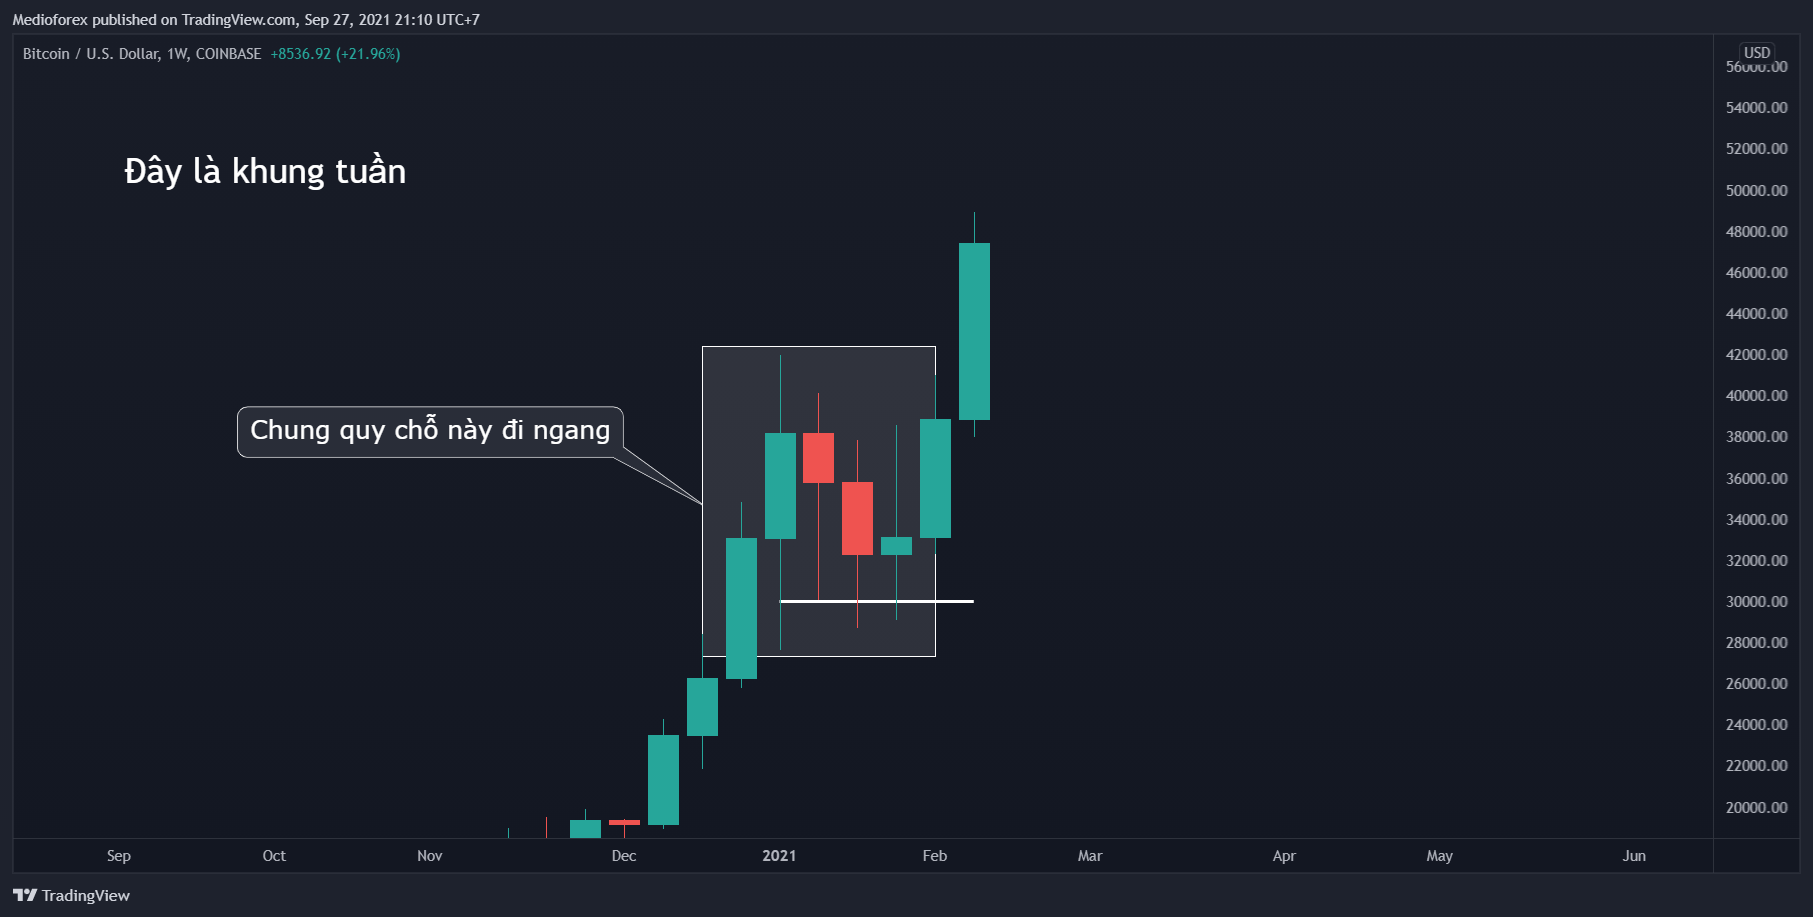 Medioforex published on TradingView.com, Sep 27, 2021 21:10 UTC+7
Bitcoin / U.S. Dollar, 1W, COINBASE +8536.92 (+21.96%)
USD
56000.00
54000.00
Đây là khung tuần
52000.00
50000.00
48000.00
46000.00
44000.00
42000.00
40000.00
Chung quy chỗ này đi ngang
38000.00
36000.00
34000.00
32000.00
30000.00
28000.00
26000.00
24000.00
22000.00
20000.00
Sep Oct Nov Dec 2021 Feb Mar Apr May Jun
TradingView